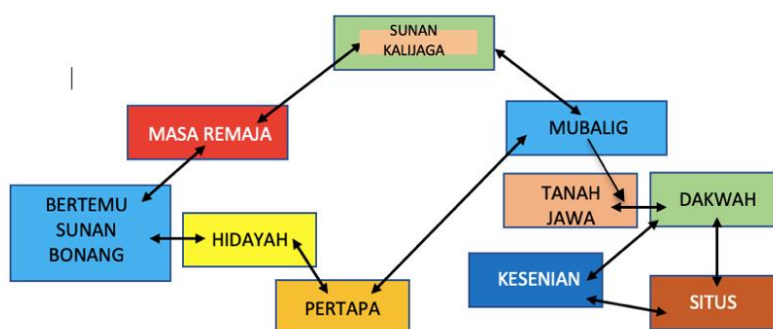 SUNAN
KALIJAGA
MASA REMAJA
MUBALIG
BERTEMU
SUNAN
BONANG
HIDAYAH
TANAH
JAWA
DAKWAH
PERTAPA
KESENIAN
SITUS